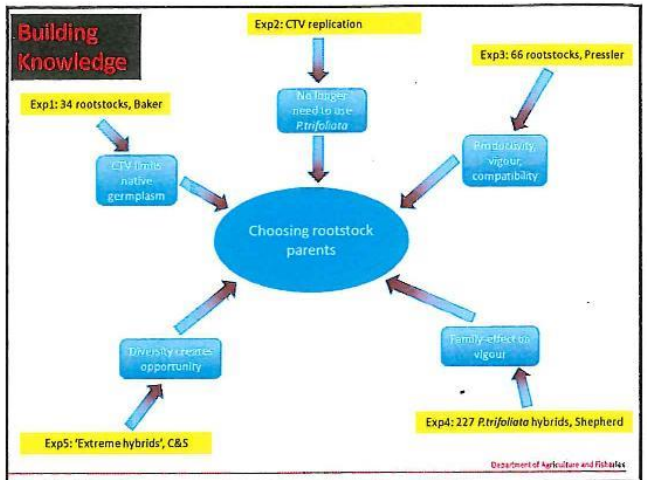 Building
Knowledge
Exp2: CTV replication
Exp3: 66 rootstocks, Pressler
Exp1: 34 rootstocks, Baker
No longer
need to use
P.trifoliata
CTV limits
native
germplasm
Productivity,
vigour,
compatibility
Choosing rootstock
parents
Diversity creates
opportunity
Family effect on
vigour
Exp5: 'Extreme hybrids', C&S
Exp4: 227 P.trifoliata hybrids, Shepherd
Department of Agriculture and Fisheries